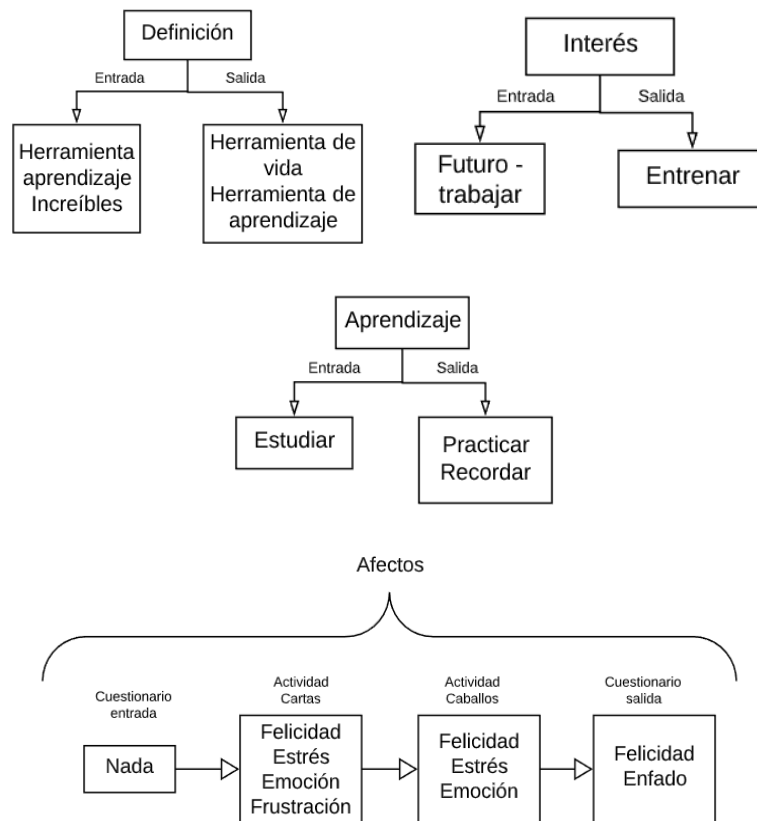 Definición
Entrada
Salida
Herramienta
aprendizaje
Increíbles
Herramienta de
vida
Herramienta de
aprendizaje
Interés
Entrada
Salida
Futuro -
trabajar
Entrenar
Aprendizaje
Entrada
Salida
Estudiar
Practicar
Recordar
Afectos
Cuestionario
entrada
Nada
Actividad
Cartas
Felicidad
Estrés
Emoción
Frustración
Actividad
Caballos
Felicidad
Estrés
Emoción
Cuestionario
salida
Felicidad
Enfado